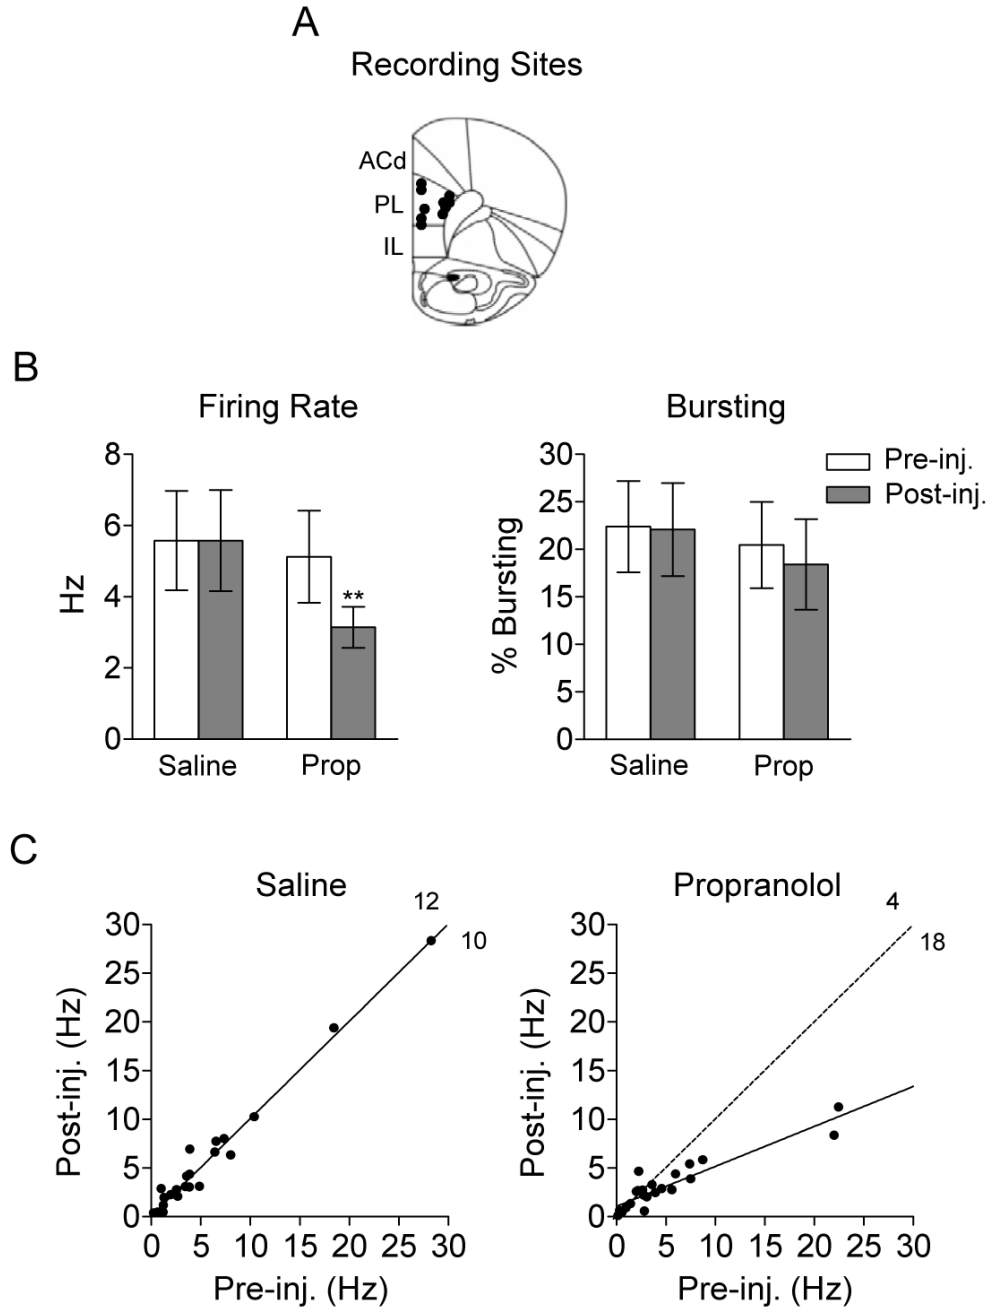 A
Recording Sites
ACd
PL
IL
B
Firing Rate
8
6
4
2
0
Hz
**
Saline
Prop
Bursting
30
25
20
15
10
5
0
% Bursting
Saline
Prop
Pre-inj.
Post-inj.
C
Saline
12
10
30
25
20
15
10
5
0
Post-inj. (Hz)
0 5 10 15 20 25 30
Pre-inj. (Hz)
Propranolol
4
18
30
25
20
15
10
5
0
Post-inj. (Hz)
0 5 10 15 20 25 30
Pre-inj. (Hz)